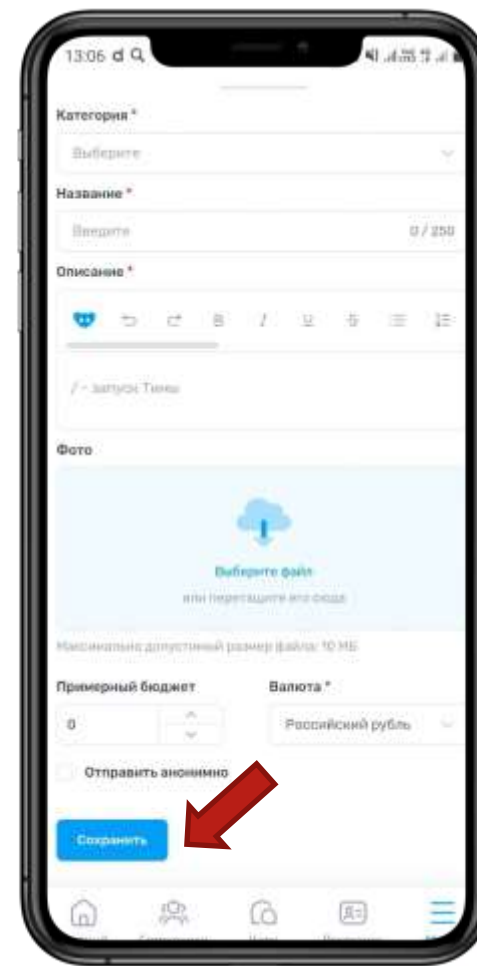 13:06 d
Категория *
Выберите
Название *
Введите 0 / 250
Описание *
B I U S
/ - запуск Тимы
Фото
Выберите файл
или перетащите его сюда
Максимально допустимый размер файла: 10 МБ
Примерный бюджет Валюта *
0 Российский рубль
Отправить анонимно
Сохранить